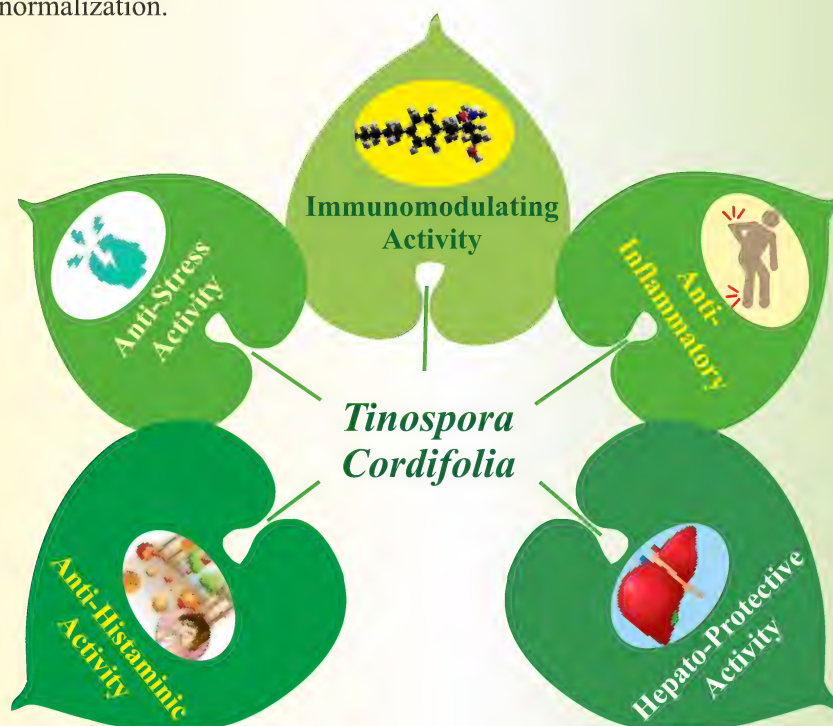 normalization.
Immunomodulating
Activity
Anti-Stress
Activity
Anti-
Inflammatory
Tinospora
Cordifolia
Anti-Histaminic
Activity
Hepato-Protective
Activity